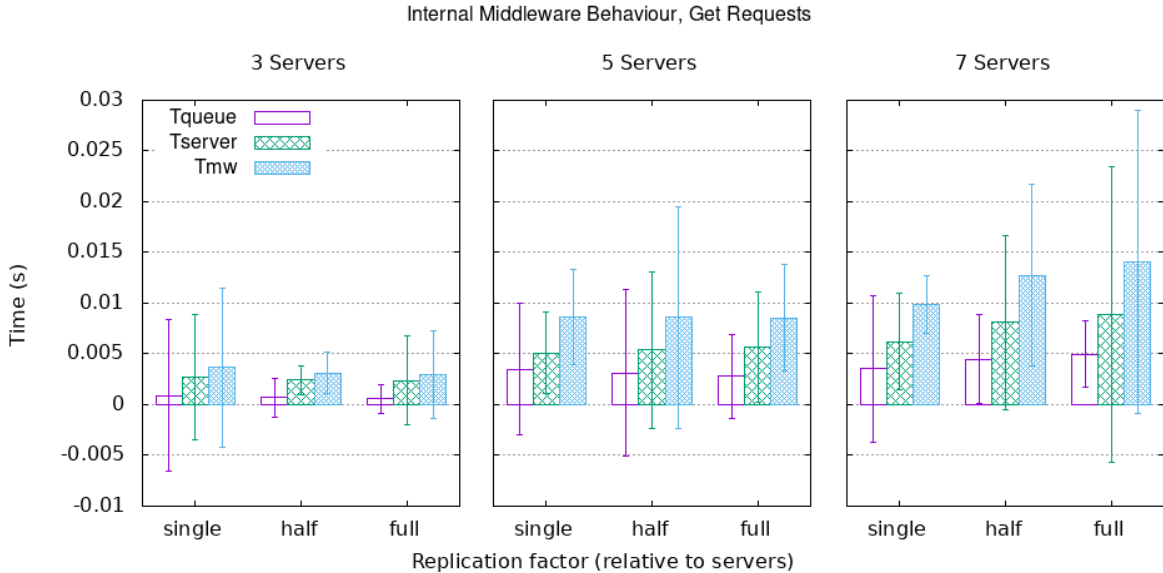 Internal Middleware Behaviour, Get Requests
3 Servers
5 Servers
7 Servers
Time (s)
0.03
0.025
0.02
0.015
0.01
0.005
0
-0.005
-0.01
Tqueue
Tserver
Tmw
single half full
single half full
single half full
Replication factor (relative to servers)